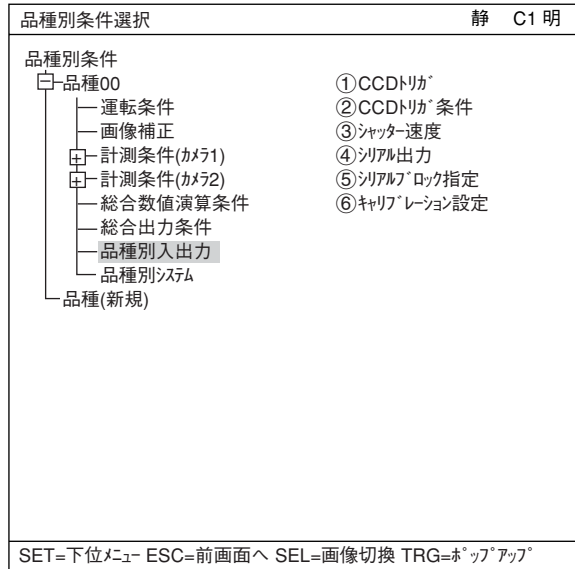 品種別条件選択 静 C1 明
品種別条件
品種00
運転条件
画像補正
計測条件(ｶﾒﾗ1)
計測条件(ｶﾒﾗ2)
総合数値演算条件
総合出力条件
品種別入出力
品種別ｼｽﾃﾑ
品種(新規)
①CCDﾄﾘｶﾞ
②CCDﾄﾘｶﾞ条件
③ｼｬｯﾀｰ速度
④ｼﾘｱﾙ出力
⑤ｼﾘｱﾙﾌﾞﾛｯｸ指定
⑥ｷｬﾘﾌﾞﾚｰｼｮﾝ設定
SET=下位ﾒﾆｭｰ ESC=前画面へ SEL=画像切換 TRG=ﾎﾟｯﾌﾟｱｯﾌﾟ